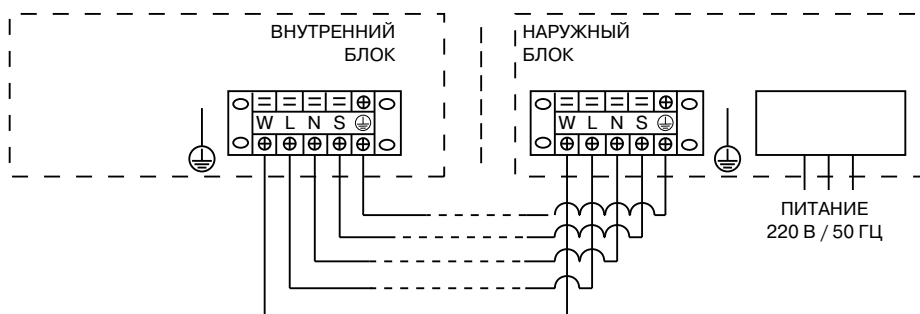 ВНУТРЕННИЙ
БЛОК
НАРУЖНЫЙ
БЛОК
W L N S
W L N S
ПИТАНИЕ
220 В / 50 ГЦ